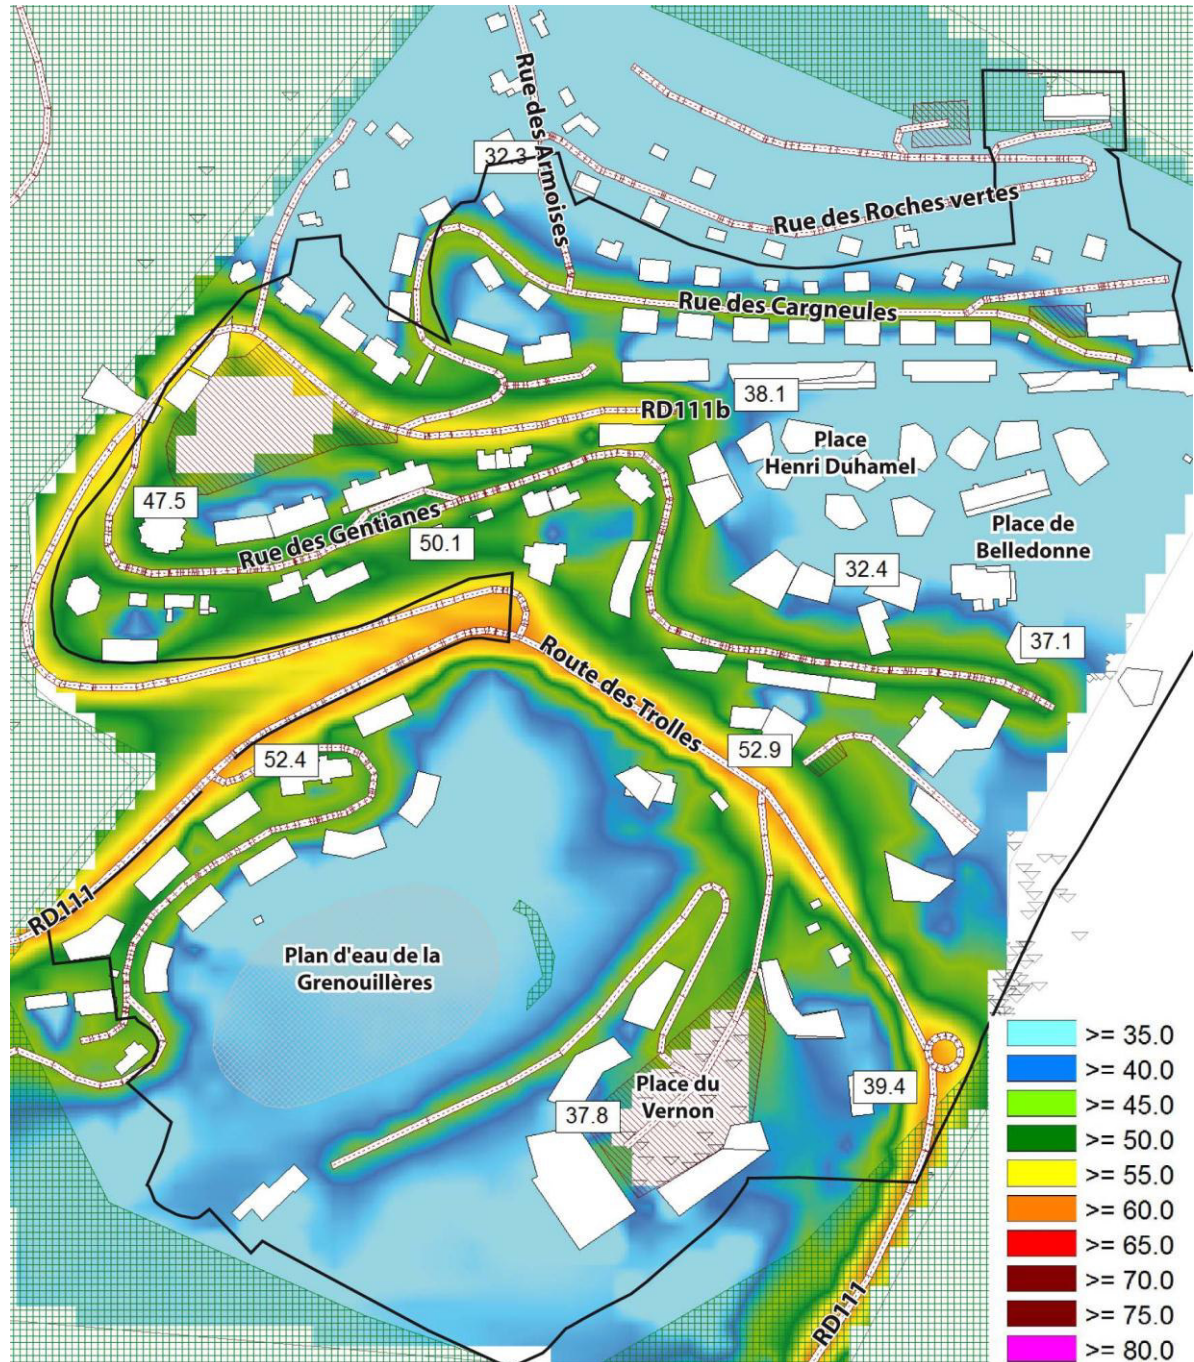 Rue des Armoises
32.3
Rue des Roches vertes
Rue des Cargneules
38.1
RD111b
Place
Henri Duhamel
47.5
Rue des Gentianes
50.1
Place de
Belledonne
32.4
37.1
Route des Trolles
52.4
52.9
RD111
Plan d'eau de la
Grenouillères
Place du
Vernon
37.8
39.4
RD111
>= 35.0
>= 40.0
>= 45.0
>= 50.0
>= 55.0
>= 60.0
>= 65.0
>= 70.0
>= 75.0
>= 80.0